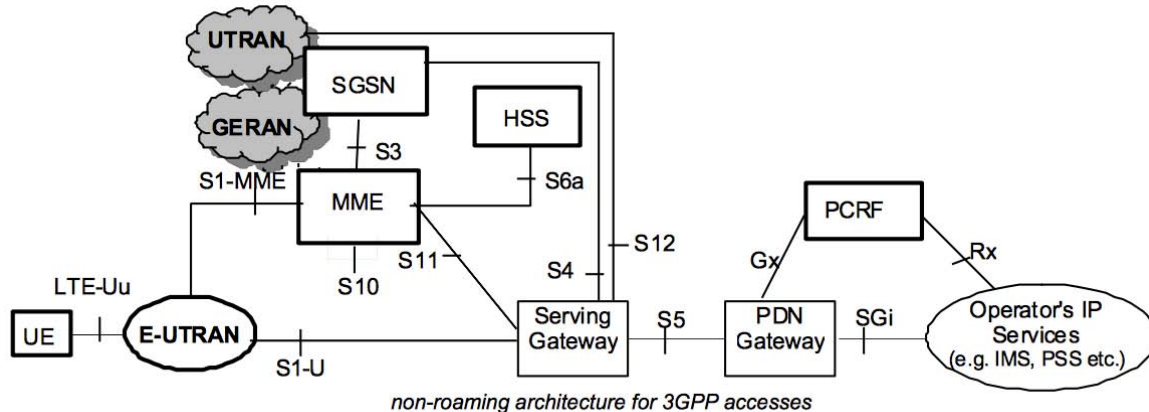 UTRAN
SGSN
GERAN
HSS
S3
S1-MME
S6a
MME
PCRF
S12
S11
S4
Gx
Rx
S10
LTE-Uu
UE
E-UTRAN
S1-U
Serving
Gateway
S5
PDN
Gateway
SGi
Operator's IP
Services
(e.g. IMS, PSS etc.)
non-roaming architecture for 3GPP accesses